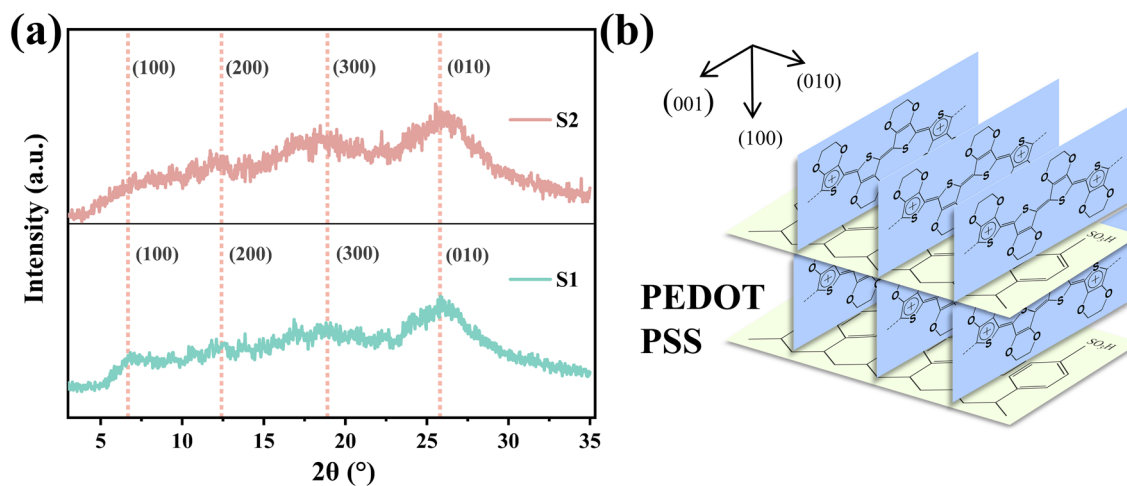 (a)
Intensity (a.u.)
(100)
(200)
(300)
(010)
S2
(100)
(200)
(300)
(010)
S1
5 10 15 20 25 30 35
2θ (°)
(b)
(001)
(010)
(100)
PEDOT
PSS
SO₃H
SO₃H